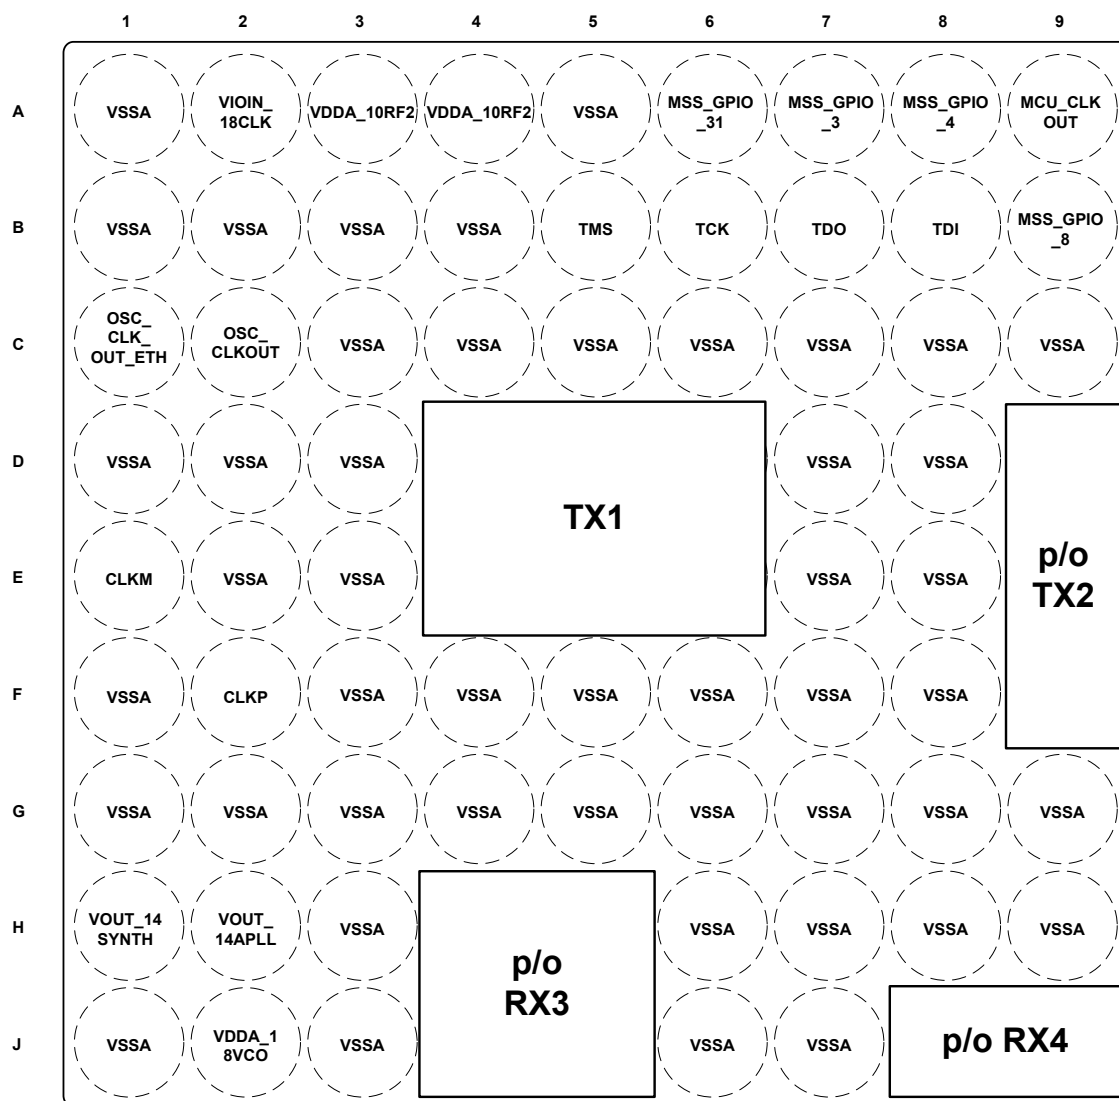 1 2 3 4 5 6 7 8 9
A VSSA VIOIN_ VDDA_10RF2 VDDA_10RF2 VSSA MSS_GPIO MSS_GPIO MSS_GPIO MCU_CLK
18CLK _31 _3 _4 OUT
B VSSA VSSA VSSA VSSA TMS TCK TDO TDI MSS_GPIO
_8
OSC_
C CLK_ OSC_ VSSA VSSA VSSA VSSA VSSA VSSA VSSA
OUT_ETH CLKOUT
D VSSA VSSA VSSA VSSA VSSA
TX1
p/o
E CLKM VSSA VSSA VSSA VSSA
TX2
F VSSA CLKP VSSA VSSA VSSA VSSA VSSA VSSA
G VSSA VSSA VSSA VSSA VSSA VSSA VSSA VSSA VSSA
H VOUT_14 VOUT_ VSSA VSSA VSSA VSSA VSSA
SYNTH 14APLL
p/o
RX3
J VSSA VDDA_1 VSSA VSSA VSSA p/o RX4
8VCO